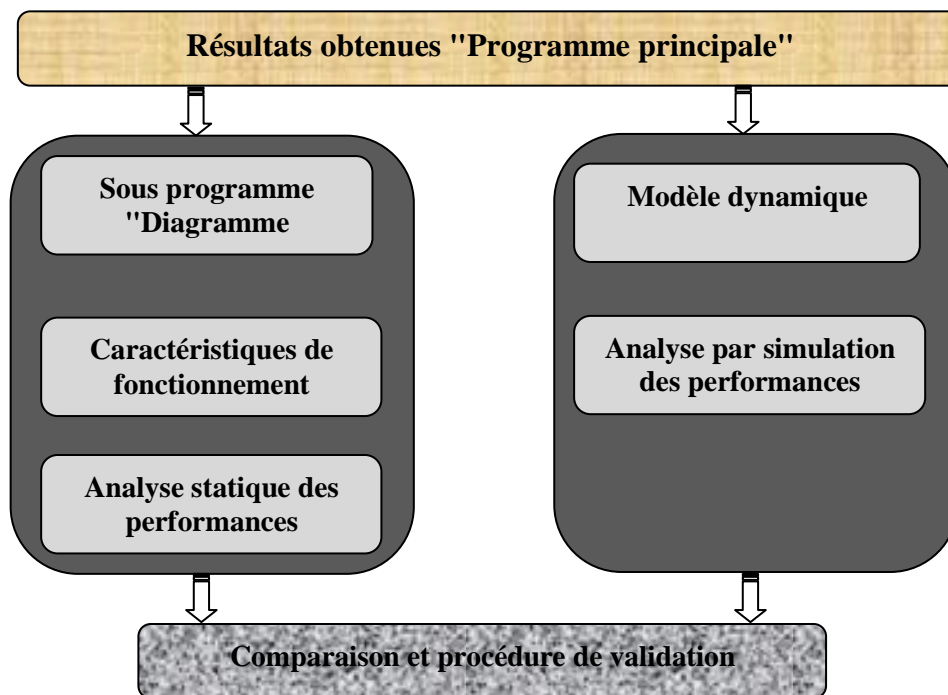 Résultats obtenues "Programme principale"
Sous programme
"Diagramme
Caractéristiques de
fonctionnement
Analyse statique des
performances
Modèle dynamique
Analyse par simulation
des performances
Comparaison et procédure de validation